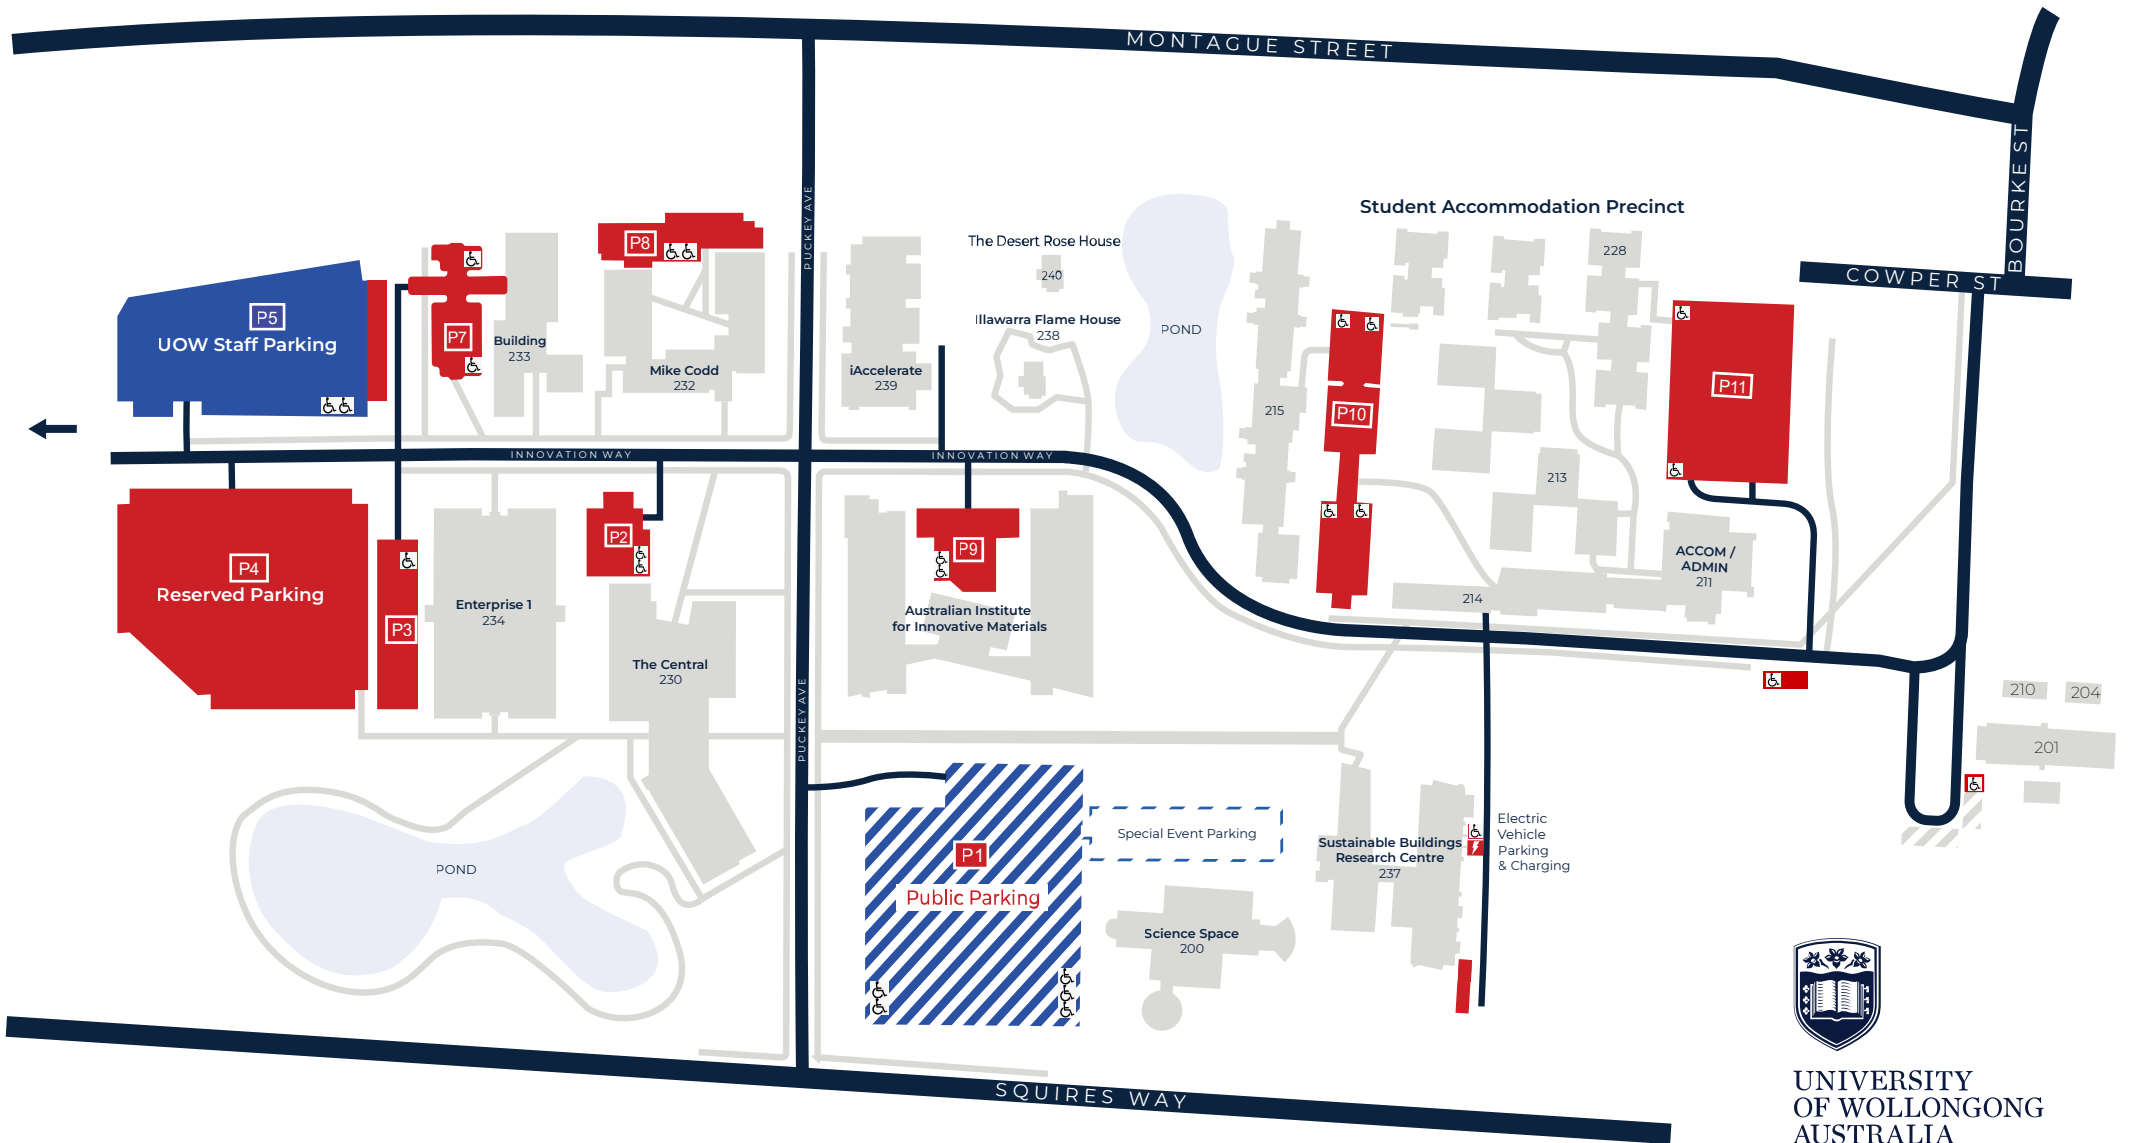 MONTAGUE STREET
BOURKE ST
COWPER ST
PUCKEY AVE
Student Accommodation Precinct
P8
The Desert Rose House
240
228
P5
UOW Staff Parking
P7
Building
233
Mike Codd
232
iAccelerate
239
Illawarra Flame House
238
POND
215
P10
P11
INNOVATION WAY
INNOVATION WAY
213
P4
Reserved Parking
P3
Enterprise 1
234
P2
The Central
230
P9
Australian Institute
for Innovative Materials
ACCOM /
ADMIN
211
214
PUCKEY AVE
210
204
201
POND
P1
Public Parking
Special Event Parking
Sustainable Buildings
Research Centre
237
Electric
Vehicle
Parking
& Charging
Science Space
200
SQUIRES WAY
UNIVERSITY
OF WOLLONGONG
AUSTRALIA